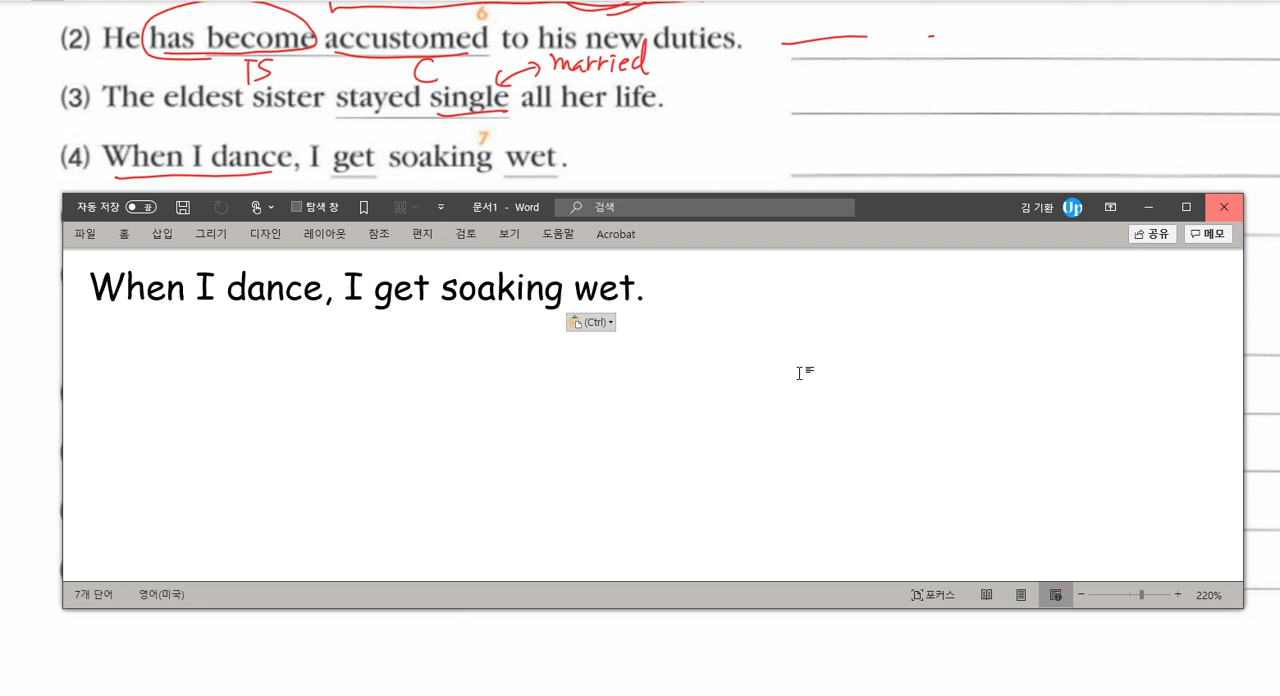 6
(2) He has become accustomed to his new duties.
C
married
(3) The eldest sister stayed single all her life.
7
(4) When I dance, I get soaking wet.
자동 저장 끔 탐색 창 문서1 - Word 검색 김 기환 Up
파일 홈 삽입 그리기 디자인 레이아웃 참조 편지 검토 보기 도움말 Acrobat 공유 메모
When I dance, I get soaking wet.
(Ctrl)
7개 단어 영어(미국) 포커스 220%